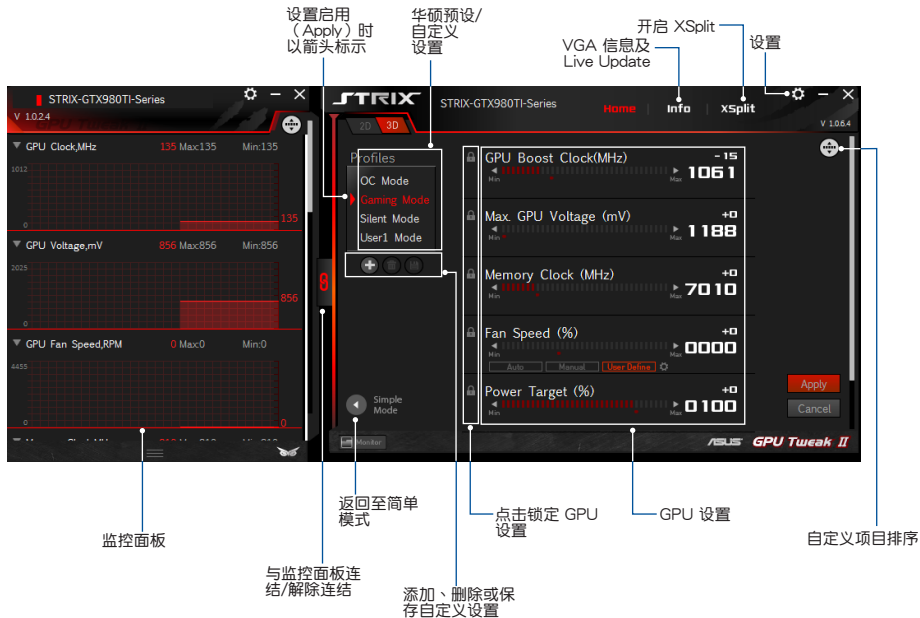 设置启用
（Apply）时
以箭头标示
华硕预设/
自定义
设置
开启 XSplit
VGA 信息及
Live Update
设置
STRIX-GTX980TI-Series
V 1.0.2.4
GPU Clock,MHz 135 Max:135 Min:135
1012
135
0
GPU Voltage,mV 856 Max:856 Min:856
2025
856
0
GPU Fan Speed,RPM 0 Max:0 Min:0
4455
0
0
STRIX
STRIX-GTX980TI-Series
Home | Info | XSplit
V 1.0.6.4
2D 3D
Profiles
OC Mode
Gaming Mode
Silent Mode
User1 Mode
Simple
Mode
Monitor
GPU Boost Clock(MHz) -15
Min Max 1061
Max. GPU Voltage (mV) +0
Min Max 1188
Memory Clock (MHz) +0
Min Max 7010
Fan Speed (%) +0
Min Max 0000
Auto Manual User Define
Power Target (%) +0
Min Max 0100
Apply
Cancel
ASUS GPU Tweak II
监控面板
与监控面板连
结/解除连结
返回至简单
模式
添加、删除或保
存自定义设置
点击锁定 GPU
设置
GPU 设置
自定义项目排序